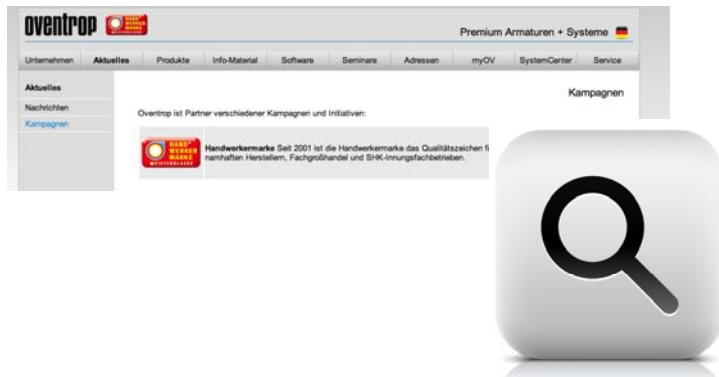 oventrop HAND WERKER MARKE MEISTERKLASSE
Premium Armaturen + Systeme
Unternehmen Aktuelles Produkte Info-Material Software Seminare Adressen myOV SystemCenter Service
Aktuelles
Nachrichten
Kampagnen
Kampagnen
Oventrop ist Partner verschiedener Kampagnen und Initiativen:
HAND WERKER MARKE MEISTERKLASSE
Handwerkermarke Seit 2001 ist die Handwerkermarke das Qualitätszeichen
namhaften Herstellern, Fachgroßhandel und SHK-Innungsfachbetrieben.